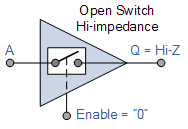 Open Switch
Hi-impedance
A
Q = Hi-Z
Enable = "0"